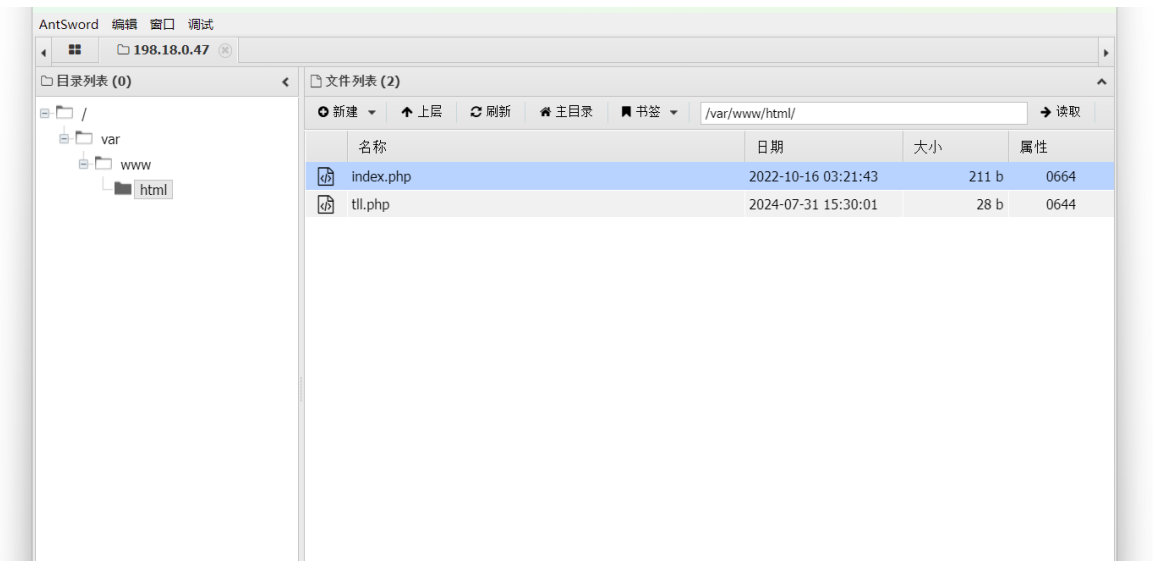 AntSword 编辑 窗口 调试
198.18.0.47
目录列表 (0)
文件列表 (2)
新建 上层 刷新 主目录 书签 /var/www/html/ 读取
/
var
www
html
名称 日期 大小 属性
index.php 2022-10-16 03:21:43 211 b 0664
tll.php 2024-07-31 15:30:01 28 b 0644